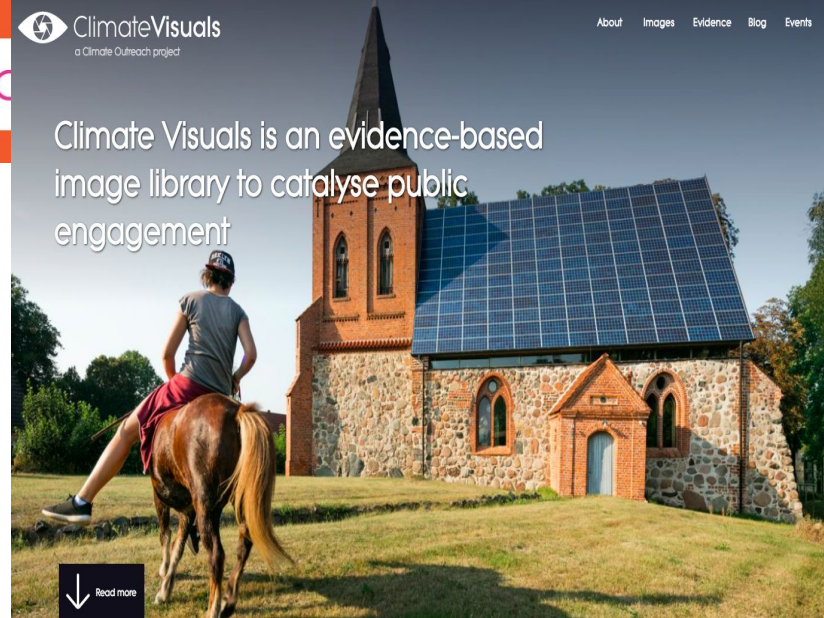 ClimateVisuals
a Climate Outreach project
About Images Evidence Blog Events
Climate Visuals is an evidence-based
image library to catalyse public
engagement
Read more